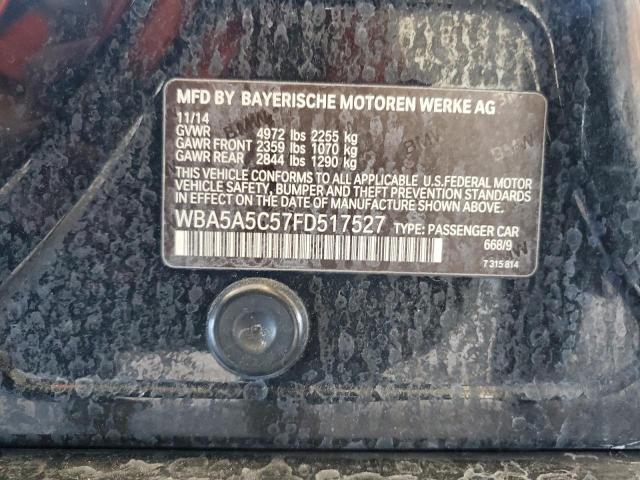 MFD BY BAYERISCHE MOTOREN WERKE AG
11/14
GVWR 4972 lbs 2255 kg
GAWR FRONT 2359 lbs 1070 kg
GAWR REAR 2844 lbs 1290 kg
THIS VEHICLE CONFORMS TO ALL APPLICABLE U.S.FEDERAL MOTOR
VEHICLE SAFETY, BUMPER AND THEFT PREVENTION STANDARDS
IN EFFECT ON THE DATE OF MANUFACTURE SHOWN ABOVE.
WBA5A5C57FD517527 TYPE: PASSENGER CAR
668/9
7 315 814